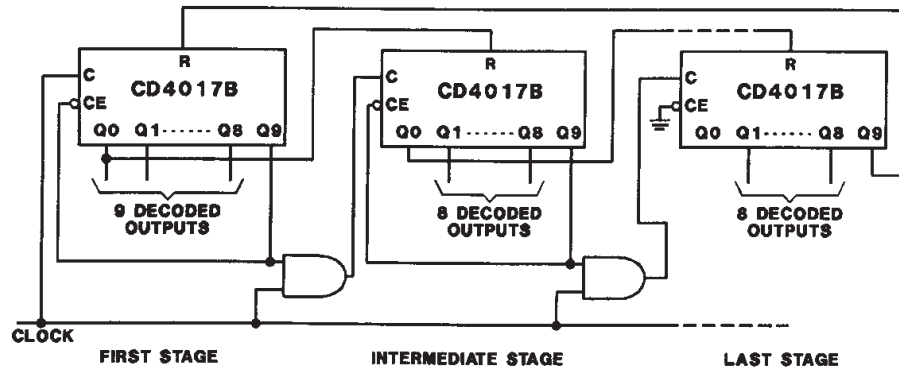 R R R
C CD4017B C CD4017B C CD4017B
CE CE CE
Q0 Q1 ······ Q8 Q9 Q0 Q1 ······ Q8 Q9 Q0 Q1 ······ Q8 Q9
9 DECODED 8 DECODED 8 DECODED
OUTPUTS OUTPUTS OUTPUTS
CLOCK
FIRST STAGE INTERMEDIATE STAGE LAST STAGE